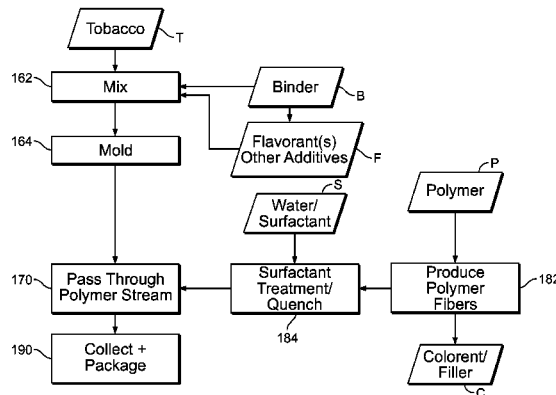 Tobacco
T
162
Mix
Binder
B
164
Mold
Flavorant(s)
Other Additives
F
S
Water/
Surfactant
P
Polymer
170
Pass Through
Polymer Stream
Surfactant
Treatment/
Quench
184
Produce
Polymer
Fibers
182
190
Collect +
Package
Colorent/
Filler
C